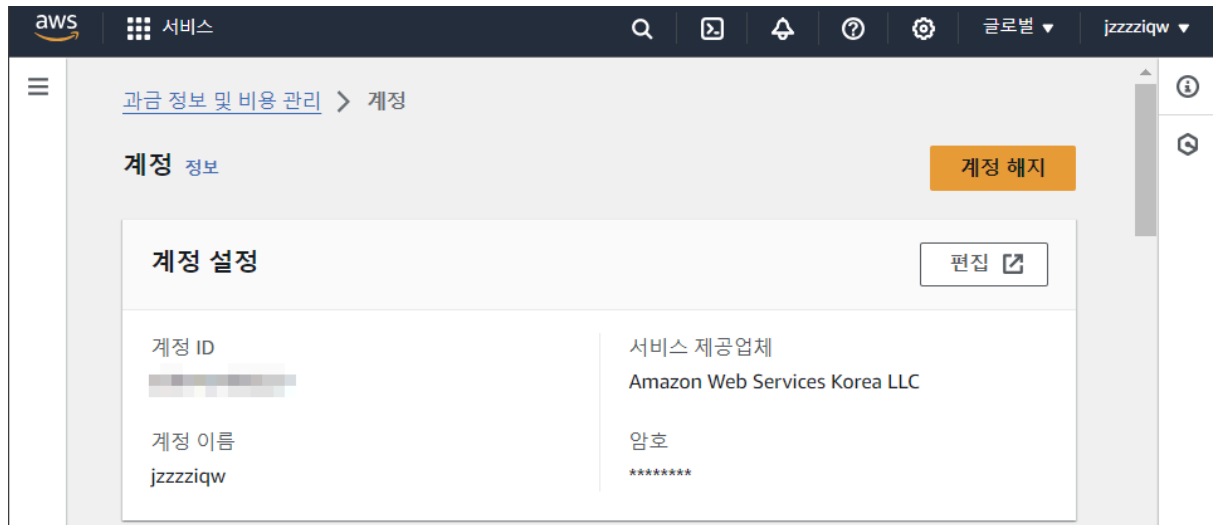 aws 서비스 글로벌 ▼ jzzzziqw ▼
과금 정보 및 비용 관리 > 계정
계정 정보 계정 해지
계정 설정 편집
계정 ID 서비스 제공업체
Amazon Web Services Korea LLC
계정 이름 암호
jzzzziqw ********